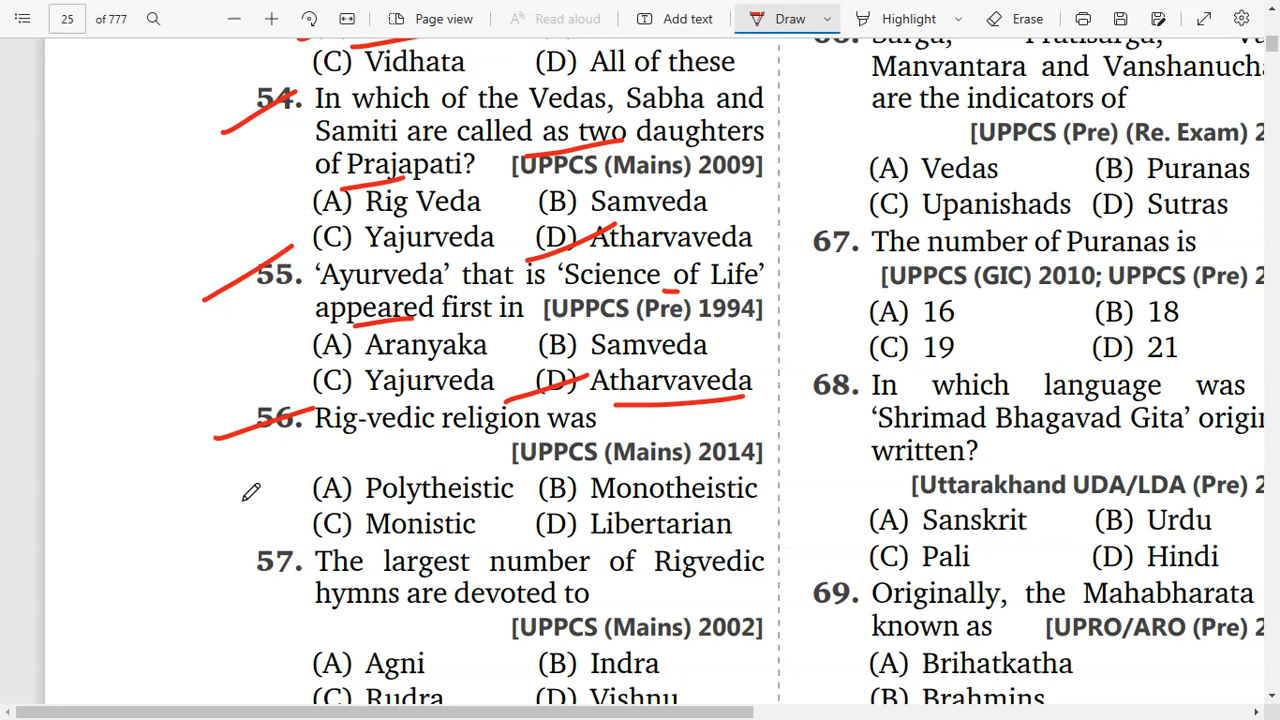 25 of 777
Page view
Read aloud
Add text
Draw
Highlight
Erase
(C) Vidhata (D) All of these
54. In which of the Vedas, Sabha and
Samiti are called as two daughters
of Prajapati? [UPPCS (Mains) 2009]
(A) Rig Veda (B) Samveda
(C) Yajurveda (D) Atharvaveda
55. ‘Ayurveda’ that is ‘Science of Life’
appeared first in [UPPCS (Pre) 1994]
(A) Aranyaka (B) Samveda
(C) Yajurveda (D) Atharvaveda
56. Rig-vedic religion was
[UPPCS (Mains) 2014]
(A) Polytheistic (B) Monotheistic
(C) Monistic (D) Libertarian
57. The largest number of Rigvedic
hymns are devoted to
[UPPCS (Mains) 2002]
(A) Agni (B) Indra
(C) Rudra (D) Vishnu
Manvantara and Vanshanucha
are the indicators of
[UPPCS (Pre) (Re. Exam) 2
(A) Vedas (B) Puranas
(C) Upanishads (D) Sutras
67. The number of Puranas is
[UPPCS (GIC) 2010; UPPCS (Pre) 2
(A) 16 (B) 18
(C) 19 (D) 21
68. In which language was
‘Shrimad Bhagavad Gita’ origin
written?
[Uttarakhand UDA/LDA (Pre) 2
(A) Sanskrit (B) Urdu
(C) Pali (D) Hindi
69. Originally, the Mahabharata
known as [UPRO/ARO (Pre) 2
(A) Brihatkatha
(B) Brahmins